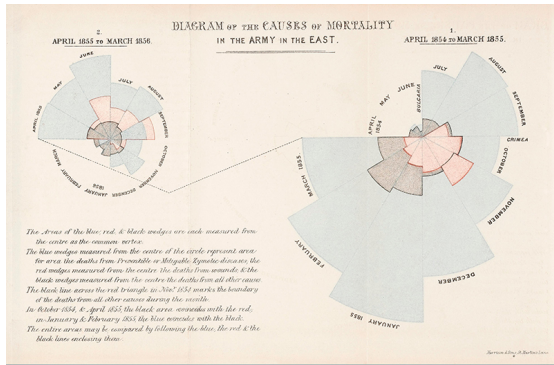 DIAGRAM OF THE CAUSES OF MORTALITY
IN THE ARMY IN THE EAST.
2.
APRIL 1855 TO MARCH 1856.
1.
APRIL 1854 TO MARCH 1855.
JUNE
JULY
AUGUST
SEPTEMBER
OCTOBER
NOVEMBER
DECEMBER
JANUARY
1856
FEBRUARY
MARCH
APRIL 1855
MAY
APRIL
1854
MAY
JUNE
BULGARIA
JULY
AUGUST
SEPTEMBER
CRIMEA
OCTOBER
NOVEMBER
DECEMBER
JANUARY 1855
FEBRUARY
MARCH 1855
The Areas of the blue, red, & black wedges are each measured from
the centre as the common vertex.
The blue wedges measured from the centre of the circle represent area
for area the deaths from Preventible or Mitigable Zymotic diseases, the
red wedges measured from the centre the deaths from wounds, & the
black wedges measured from the centre the deaths from all other causes.
The black line across the red triangle in Nov.r 1854 marks the boundary
of the deaths from all other causes during the month.
In October 1854, & April 1855, the black area coincides with the red,
in January & February 1855, the blue coincides with the black.
The entire areas may be compared by following the blue, the red & the
black lines enclosing them.